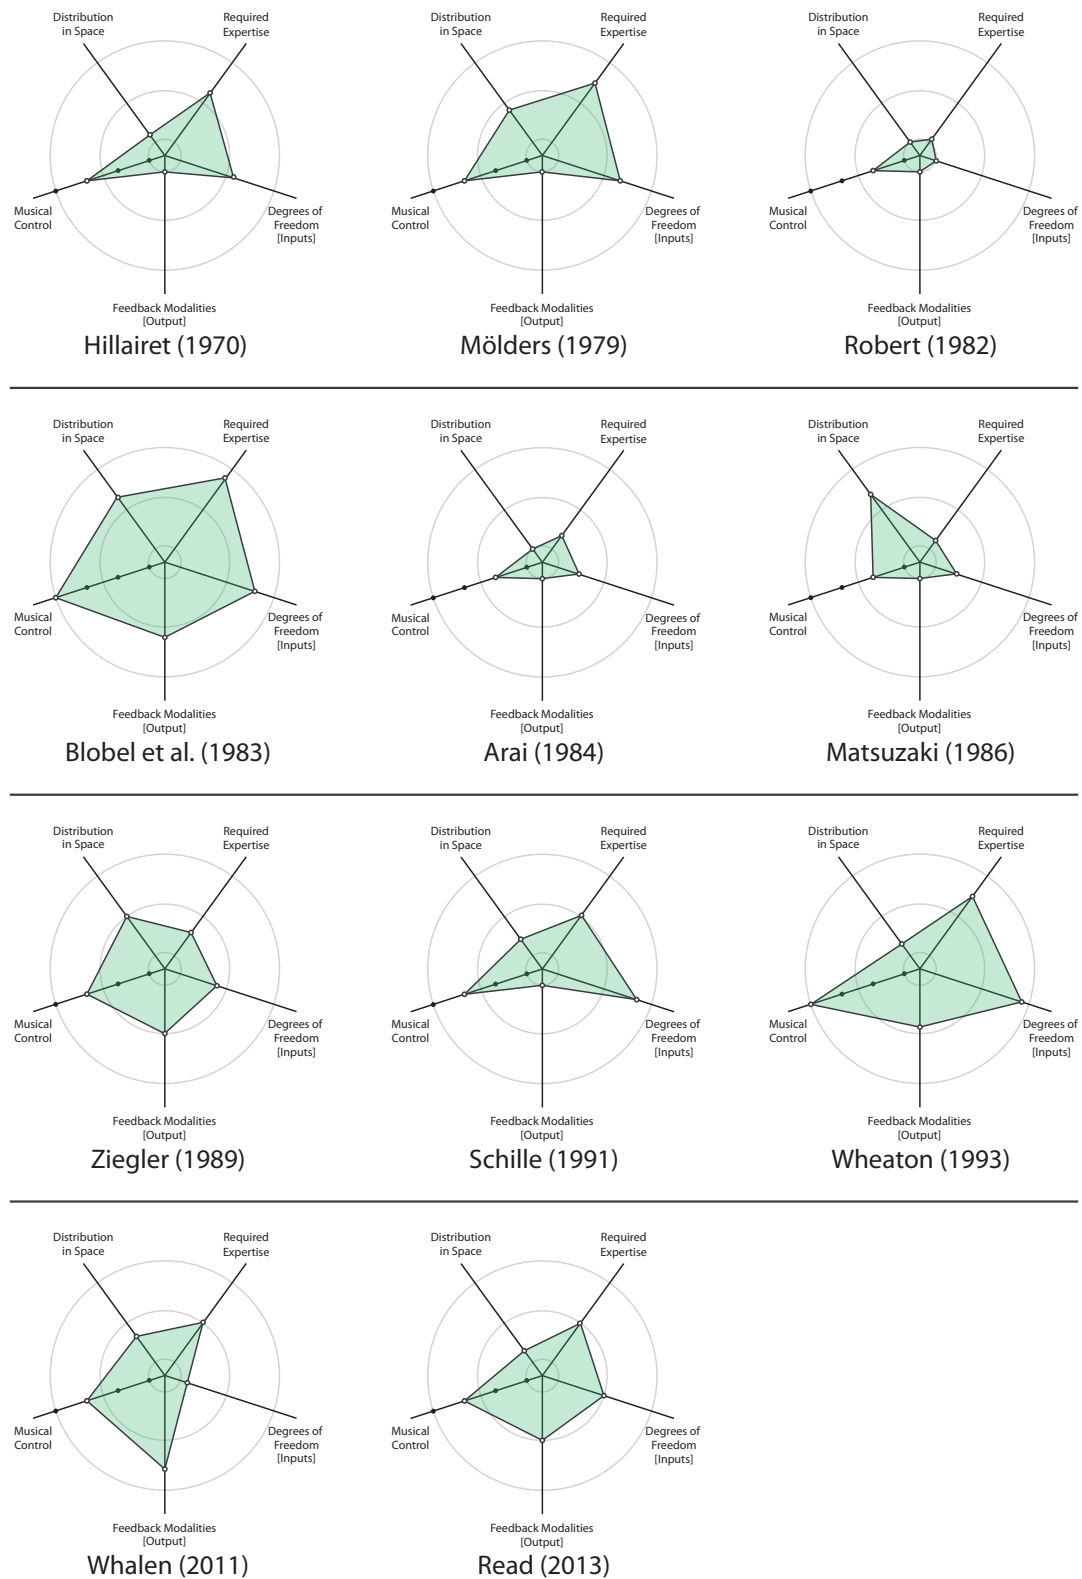 Distribution
in Space
Required
Expertise
Musical
Control
Degrees of
Freedom
[Inputs]
Feedback Modalities
[Output]
Hillairet (1970)
Distribution
in Space
Required
Expertise
Musical
Control
Degrees of
Freedom
[Inputs]
Feedback Modalities
[Output]
Mölders (1979)
Distribution
in Space
Required
Expertise
Musical
Control
Degrees of
Freedom
[Inputs]
Feedback Modalities
[Output]
Robert (1982)
Distribution
in Space
Required
Expertise
Musical
Control
Degrees of
Freedom
[Inputs]
Feedback Modalities
[Output]
Blobel et al. (1983)
Distribution
in Space
Required
Expertise
Musical
Control
Degrees of
Freedom
[Inputs]
Feedback Modalities
[Output]
Arai (1984)
Distribution
in Space
Required
Expertise
Musical
Control
Degrees of
Freedom
[Inputs]
Feedback Modalities
[Output]
Matsuzaki (1986)
Distribution
in Space
Required
Expertise
Musical
Control
Degrees of
Freedom
[Inputs]
Feedback Modalities
[Output]
Ziegler (1989)
Distribution
in Space
Required
Expertise
Musical
Control
Degrees of
Freedom
[Inputs]
Feedback Modalities
[Output]
Schille (1991)
Distribution
in Space
Required
Expertise
Musical
Control
Degrees of
Freedom
[Inputs]
Feedback Modalities
[Output]
Wheaton (1993)
Distribution
in Space
Required
Expertise
Musical
Control
Degrees of
Freedom
[Inputs]
Feedback Modalities
[Output]
Whalen (2011)
Distribution
in Space
Required
Expertise
Musical
Control
Degrees of
Freedom
[Inputs]
Feedback Modalities
[Output]
Read (2013)